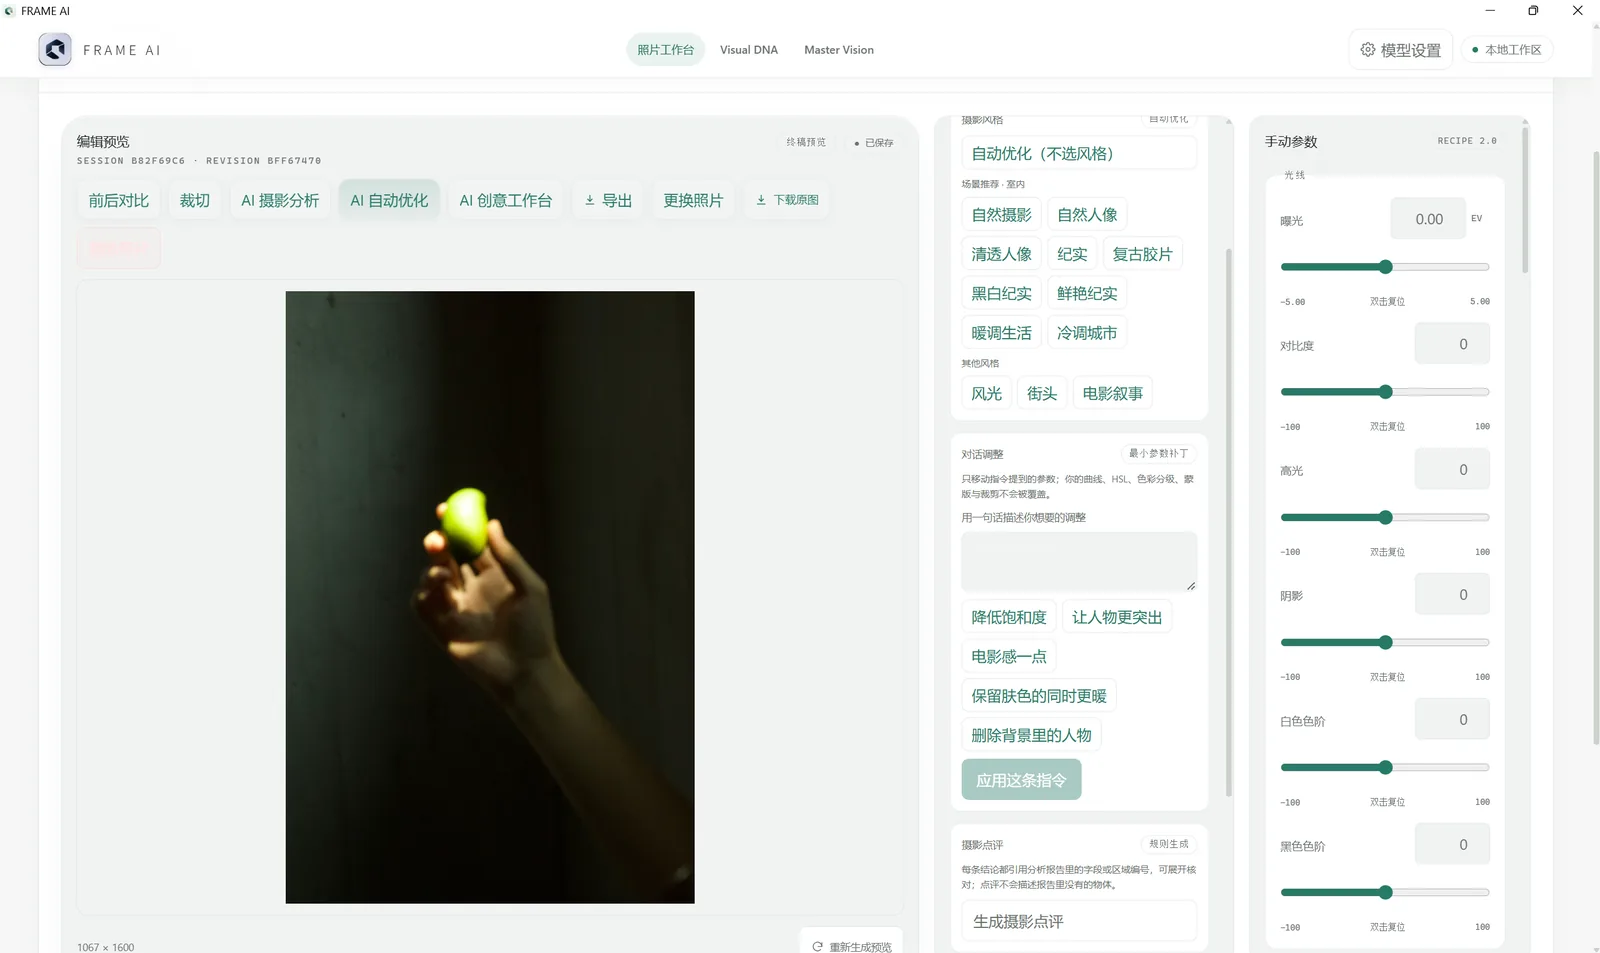 FRAME AI
FRAME AI
照片工作台
Visual DNA
Master Vision
模型设置
本地工作区
编辑预览
SESSION B82F69C6 · REVISION BFF67470
终稿预览
已保存
前后对比
裁切
AI 摄影分析
AI 自动优化
AI 创意工作台
导出
更换照片
下载原图
1067 × 1600
重新生成预览
摄影风格
自动优化
自动优化（不选风格）
场景推荐 · 室内
自然摄影
自然人像
清透人像
纪实
复古胶片
黑白纪实
鲜艳纪实
暖调生活
冷调城市
其他风格
风光
街头
电影叙事
对话调整
最小参数补丁
只移动指令提到的参数；你的曲线、HSL、色彩分级、蒙
版与裁剪不会被覆盖。
用一句话描述你想要的调整
降低饱和度
让人物更突出
电影感一点
保留肤色的同时更暖
删除背景里的人物
应用这条指令
摄影点评
规则生成
每条结论都引用分析报告里的字段或区域编号，可展开核
对；点评不会描述报告里没有的物体。
生成摄影点评
手动参数
RECIPE 2.0
光线
曝光
0.00
EV
-5.00
双击复位
5.00
对比度
0
-100
双击复位
100
高光
0
-100
双击复位
100
阴影
0
-100
双击复位
100
白色色阶
0
-100
双击复位
100
黑色色阶
0
-100
双击复位
100